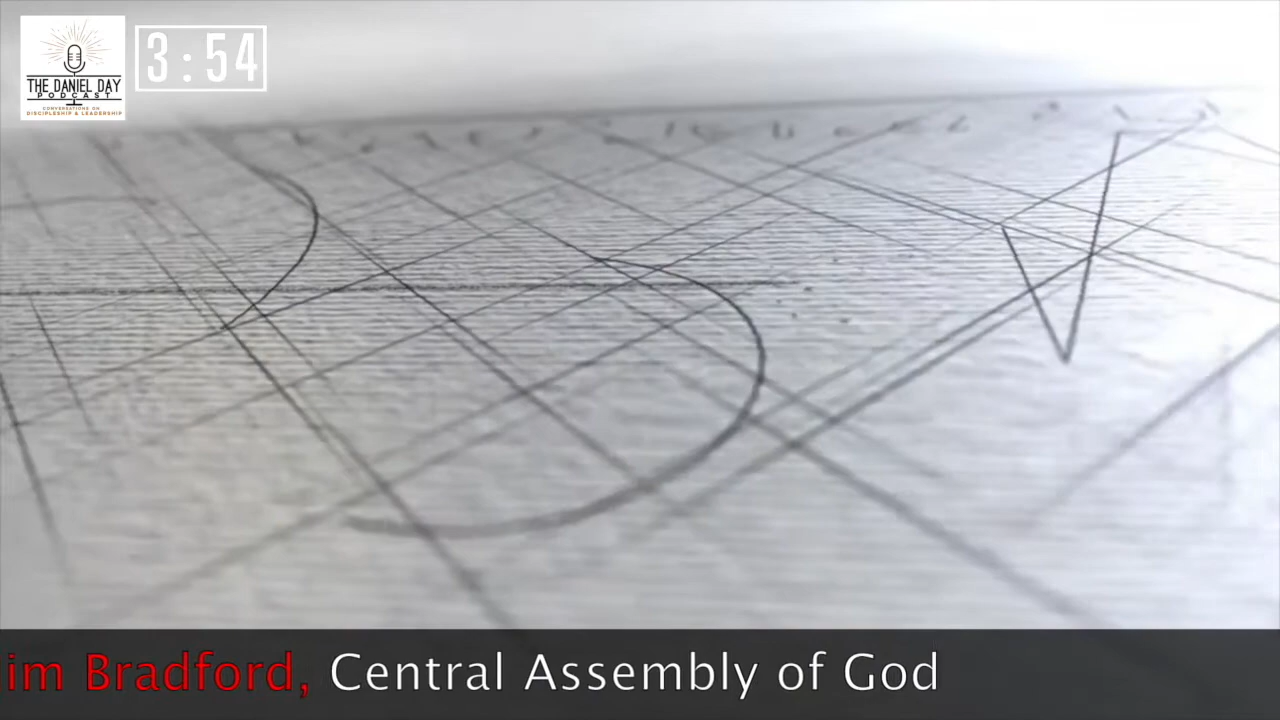 THE DANIEL DAY
PODCAST
CONVERSATIONS ON
DISCIPLESHIP & LEADERSHIP
3:54
im Bradford, Central Assembly of God